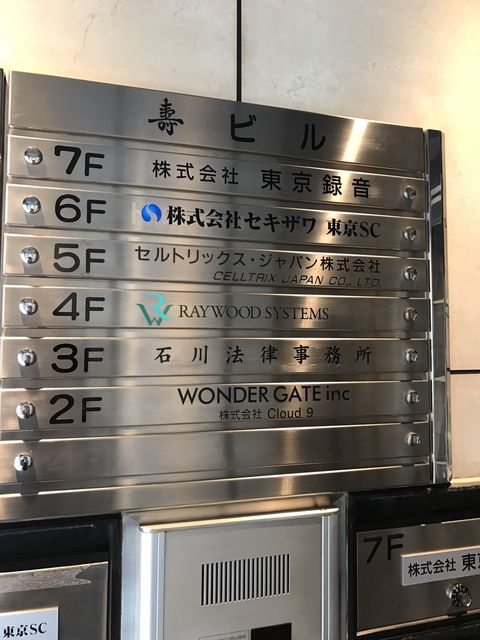 寿 ビル
7F 株式会社 東京録音
6F 株式会社セキザワ 東京SC
5F セルトリックス・ジャパン株式会社
CELLTRIX JAPAN CO., LTD.
4F RW RAYWOOD SYSTEMS
3F 石川法律事務所
2F WONDER GATE inc
株式会社 Cloud 9
7F
株式会社 東京
東京SC